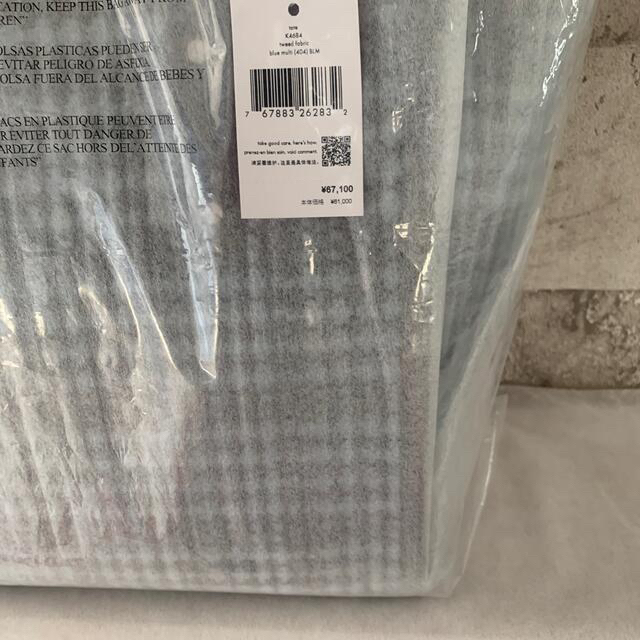 CATION, KEEP THIS BAG AWAY FROM
REN"
OLSAS PLASTICAS PUEDEN SER
EVITAR PELIGRO DE ASFIXIA
OLSA FUERA DEL ALCANCE DE BEBES Y
ACS EN PLASTIQUE PEUVENT ETRE
R EVITER TOUT DANGER DE
ARDEZ CE SAC HORS DE L'ATTENTE DES
FANTS"
tote
K4684
tweed fabric
blue multi (404) BLM
7 67883 26283 2
take good care. here's how.
prenez-en bien soin. voici comment.
¥67,100
本体価格 ¥61,000